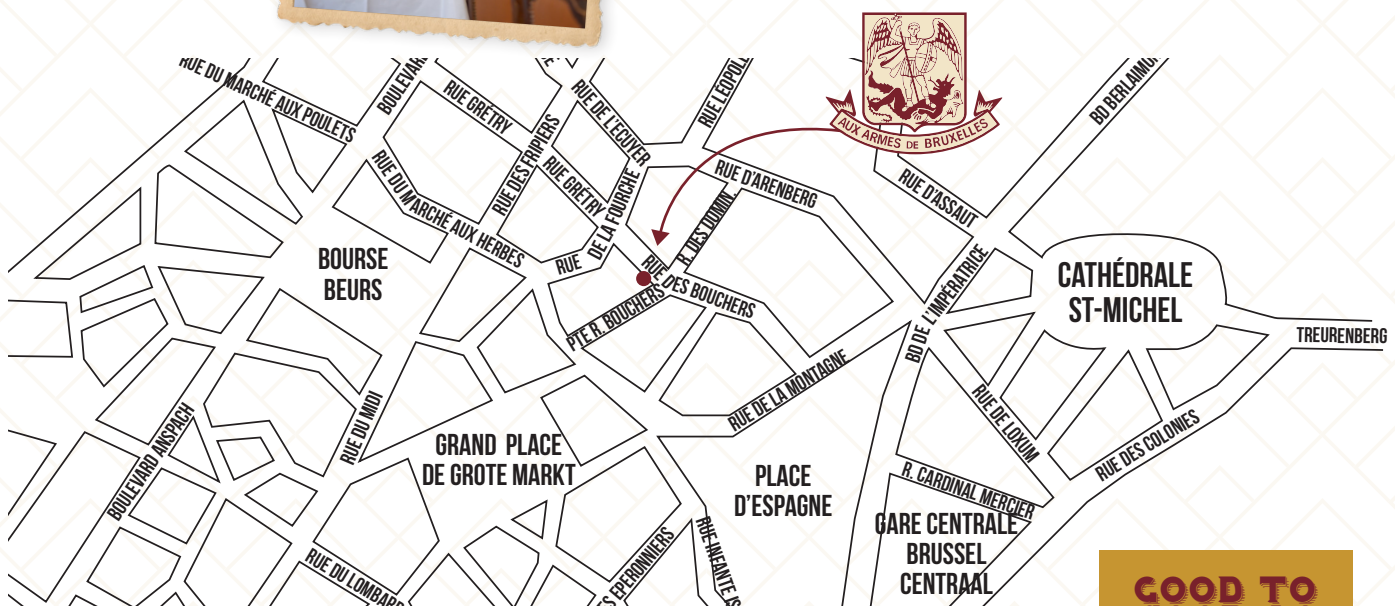 AUX ARMES DE BRUXELLES
RUE DU MARCHÉ AUX POULETS
BOULEVARD
RUE GRÉTRY
RUE DE L'ECUYER
RUE LÉOPOLD
BD BERLAIMONT
RUE DES FRIPIERS
RUE GRÉTRY
RUE DU MARCHÉ AUX HERBES
RUE DE LA FOURCHE
RUE D'ARENBERG
R. DES DOMIN.
RUE D'ASSAUT
RUE DES BOUCHERS
PTE R. BOUCHERS
BOURSE
BEURS
BD DE L'IMPÉRATRICE
CATHÉDRALE
ST-MICHEL
TREURENBERG
RUE DE LA MONTAGNE
RUE DU MIDI
BOULEVARD ANSPACH
GRAND PLACE
DE GROTE MARKT
PLACE
D'ESPAGNE
RUE DE LOXUM
RUE DES COLONIES
R. CARDINAL MERCIER
GARE CENTRALE
BRUSSEL
CENTRAAL
RUE DU LOMBARD
EPERONNIERS
RUE INFANTE
GOOD TO